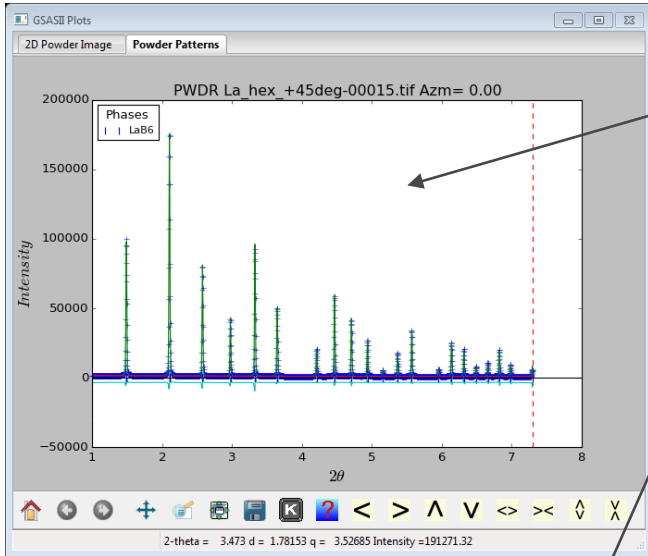 GSASII Plots
2D Powder Image Powder Patterns
PWDR La_hex_+45deg-00015.tif Azm= 0.00
200000
Phases
LaB6
150000
100000
Intensity
50000
0
−50000
1 2 3 4 5 6 7 8
2θ
K ? < > Λ V <> ><
2-theta = 3.473 d = 1.78153 q = 3.52685 Intensity =191271.32